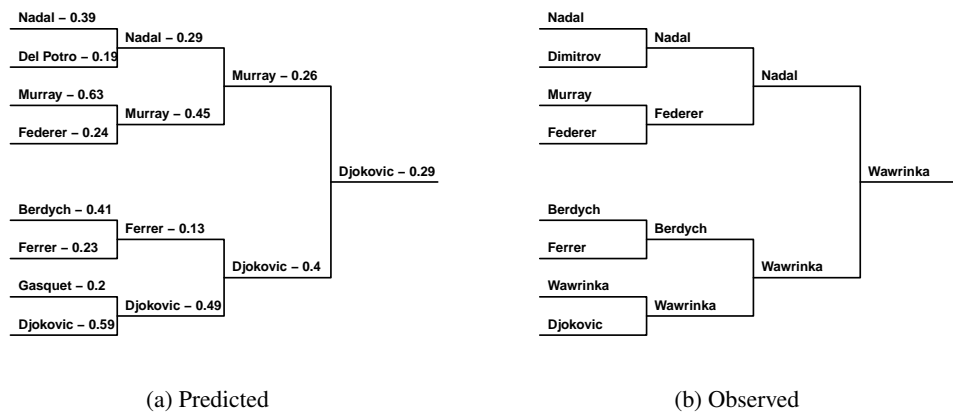 Nadal − 0.39
Nadal − 0.29
Del Potro − 0.19
Murray − 0.26
Murray − 0.63
Murray − 0.45
Federer − 0.24
Djokovic − 0.29
Berdych − 0.41
Ferrer − 0.13
Ferrer − 0.23
Djokovic − 0.4
Gasquet − 0.2
Djokovic − 0.49
Djokovic − 0.59
(a) Predicted
Nadal
Nadal
Dimitrov
Nadal
Murray
Federer
Federer
Wawrinka
Berdych
Berdych
Ferrer
Wawrinka
Wawrinka
Wawrinka
Djokovic
(b) Observed